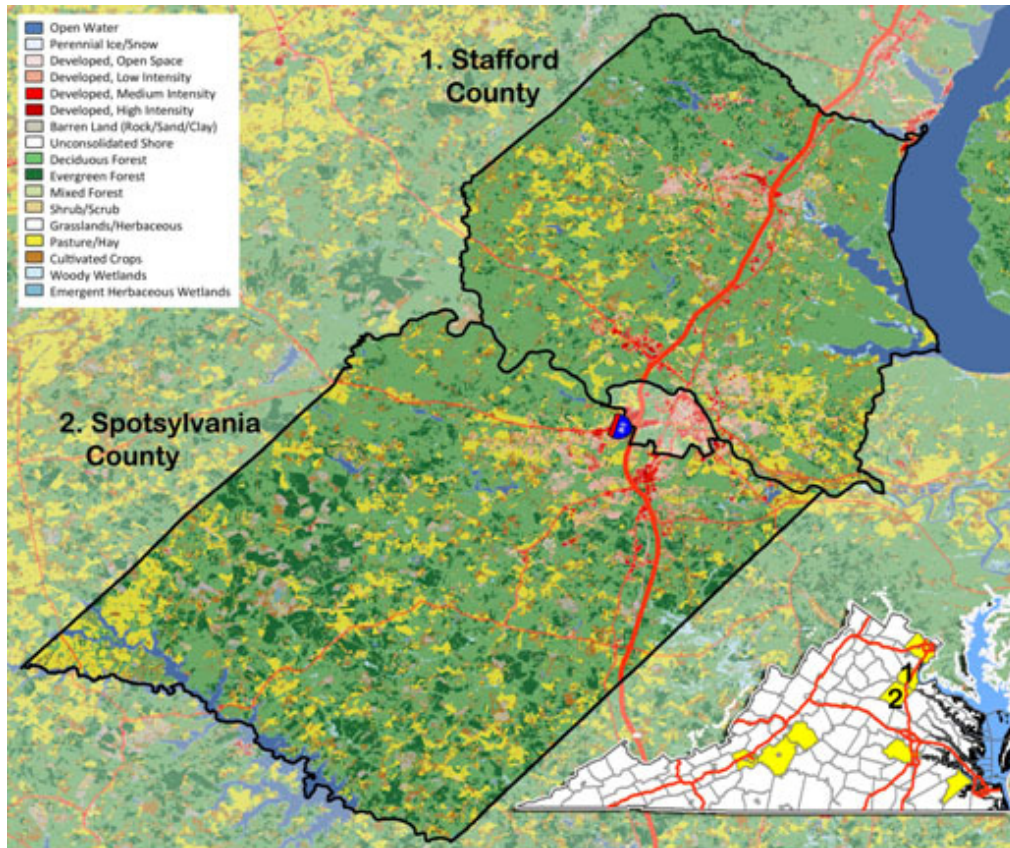 Open Water
Perennial Ice/Snow
Developed, Open Space
Developed, Low Intensity
Developed, Medium Intensity
Developed, High Intensity
Barren Land (Rock/Sand/Clay)
Unconsolidated Shore
Deciduous Forest
Evergreen Forest
Mixed Forest
Shrub/Scrub
Grasslands/Herbaceous
Pasture/Hay
Cultivated Crops
Woody Wetlands
Emergent Herbaceous Wetlands
1. Stafford
County
2. Spotsylvania
County
1
2